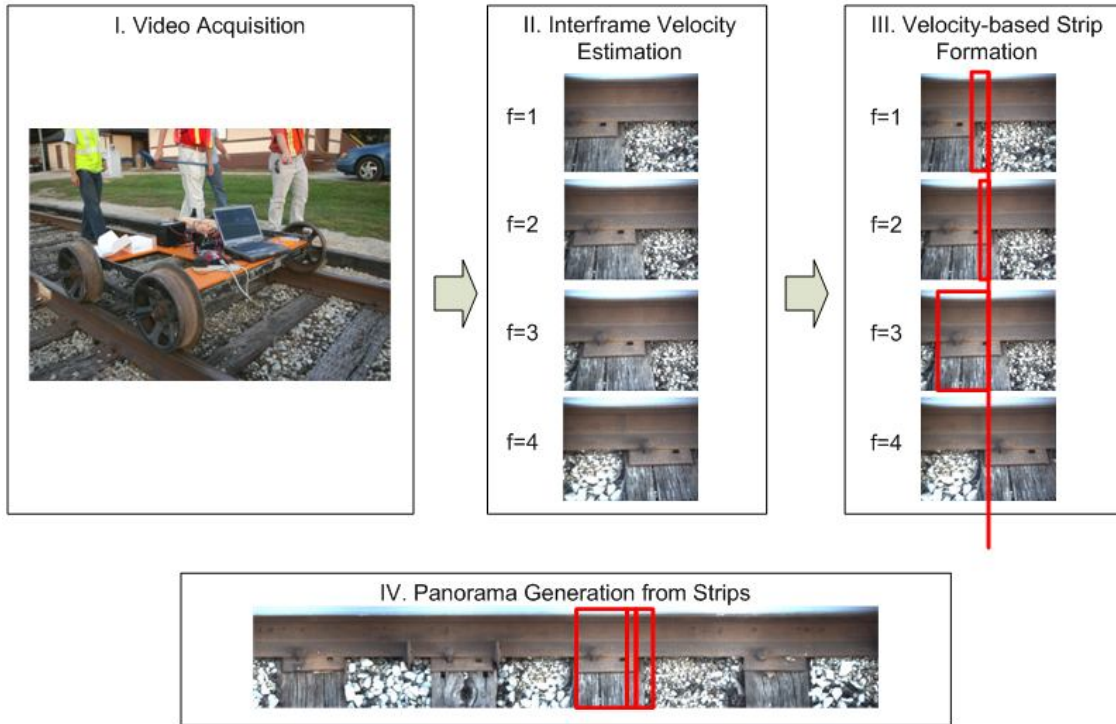 I. Video Acquisition
II. Interframe Velocity
Estimation
f=1
f=2
f=3
f=4
III. Velocity-based Strip
Formation
f=1
f=2
f=3
f=4
IV. Panorama Generation from Strips